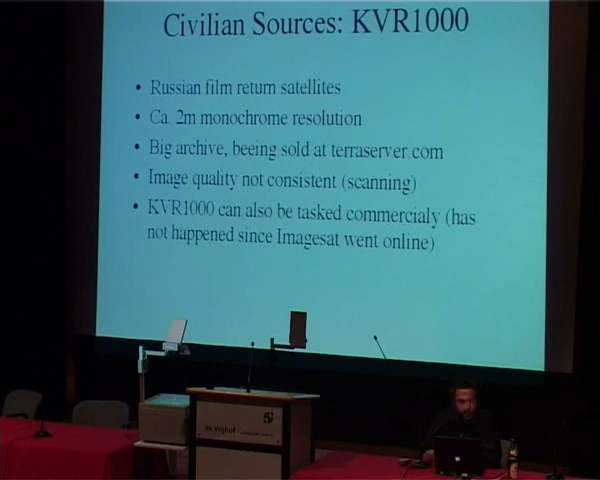 Civilian Sources: KVR1000
• Russian film return satellites
• Ca. 2m monochrome resolution
• Big archive, beeing sold at terraserver.com
• Image quality not consistent (scanning)
• KVR1000 can also be tasked commercialy (has
not happened since Imagesat went online)
de Vijhof